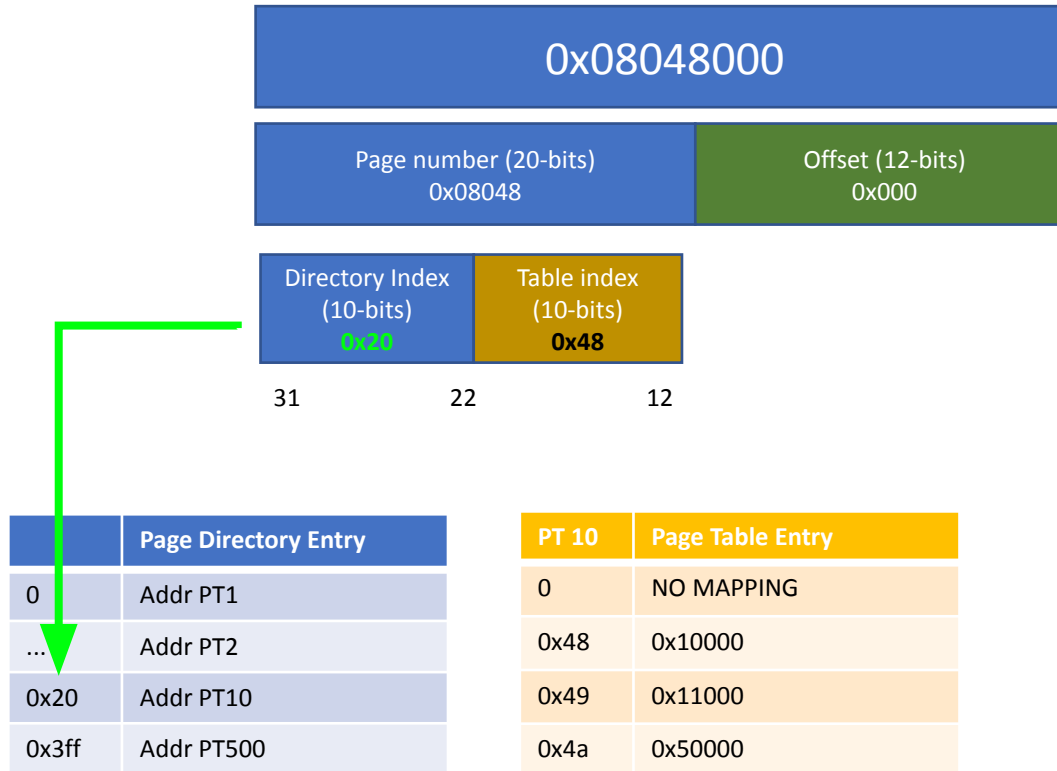 0x08048000
Page number (20-bits)
0x08048
Offset (12-bits)
0x000
Directory Index
(10-bits)
0x20
Table index
(10-bits)
0x48
31 22 12
Page Directory Entry
0 Addr PT1
... Addr PT2
0x20 Addr PT10
0x3ff Addr PT500
PT 10 Page Table Entry
0 NO MAPPING
0x48 0x10000
0x49 0x11000
0x4a 0x50000